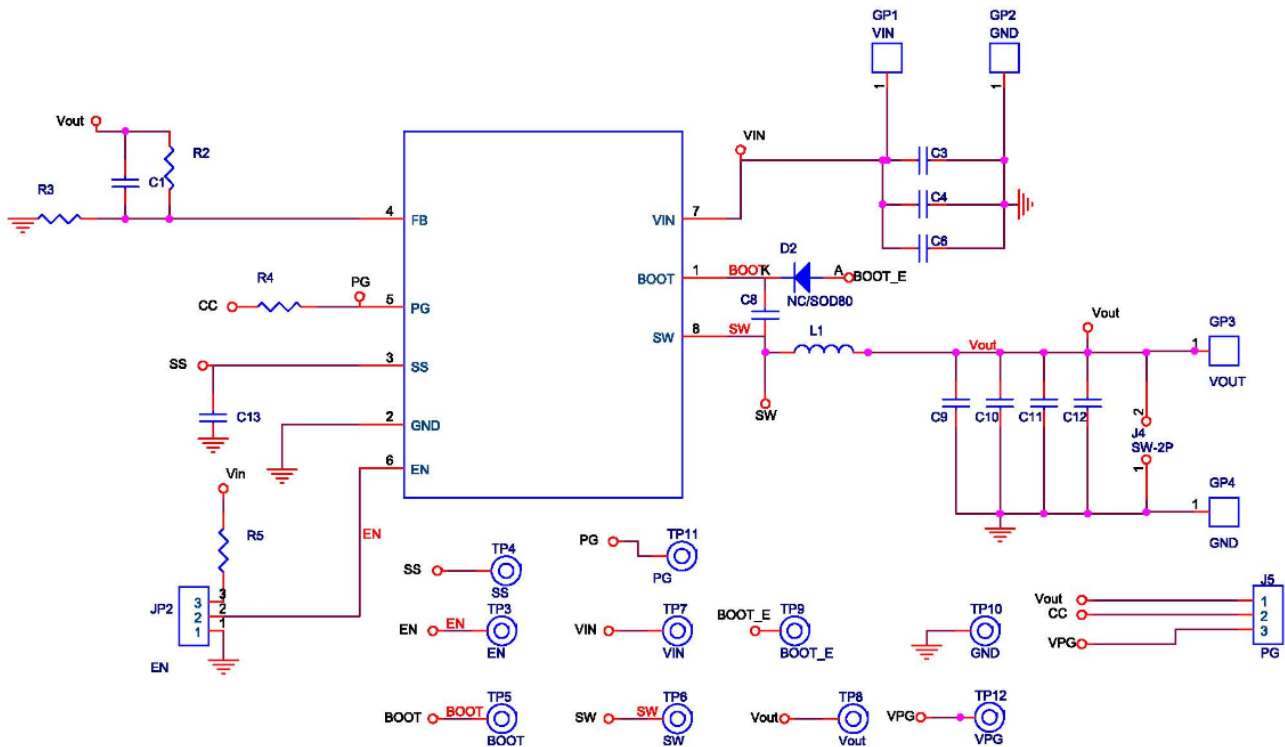 GP1
VIN
GP2
GND
1
1
Vout
R2
C1
R3
4
FB
VIN
7
VIN
C3
C4
C6
D2
BOOT
1
BOOT
K
A
BOOT_E
NC/SOD80
C8
R4
PG
CC
5
PG
SW
8
SW
L1
Vout
Vout
1
GP3
VOUT
SS
3
SS
C13
2
GND
SW
C9
C10
C11
C12
2
J4
SW-2P
1
6
EN
Vin
R5
EN
GP4
1
GND
JP2
3
2
1
3
2
1
EN
SS
TP4
SS
PG
TP11
PG
EN
EN
TP3
EN
VIN
TP7
VIN
BOOT_E
TP9
BOOT_E
TP10
GND
J5
Vout
1
CC
2
VPG
3
PG
BOOT
BOOT
TP5
BOOT
SW
SW
TP6
SW
Vout
TP8
Vout
VPG
TP12
VPG